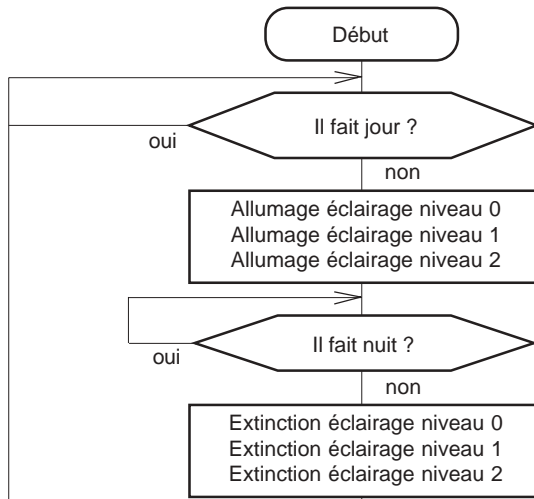 Début
Il fait jour ?
oui
non
Allumage éclairage niveau 0
Allumage éclairage niveau 1
Allumage éclairage niveau 2
Il fait nuit ?
oui
non
Extinction éclairage niveau 0
Extinction éclairage niveau 1
Extinction éclairage niveau 2